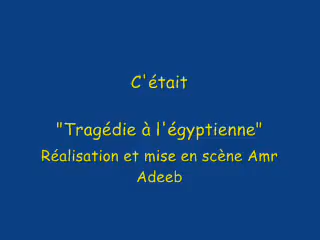 C'était
"Tragédie à l'égyptienne"
Réalisation et mise en scène Amr
Adeeb